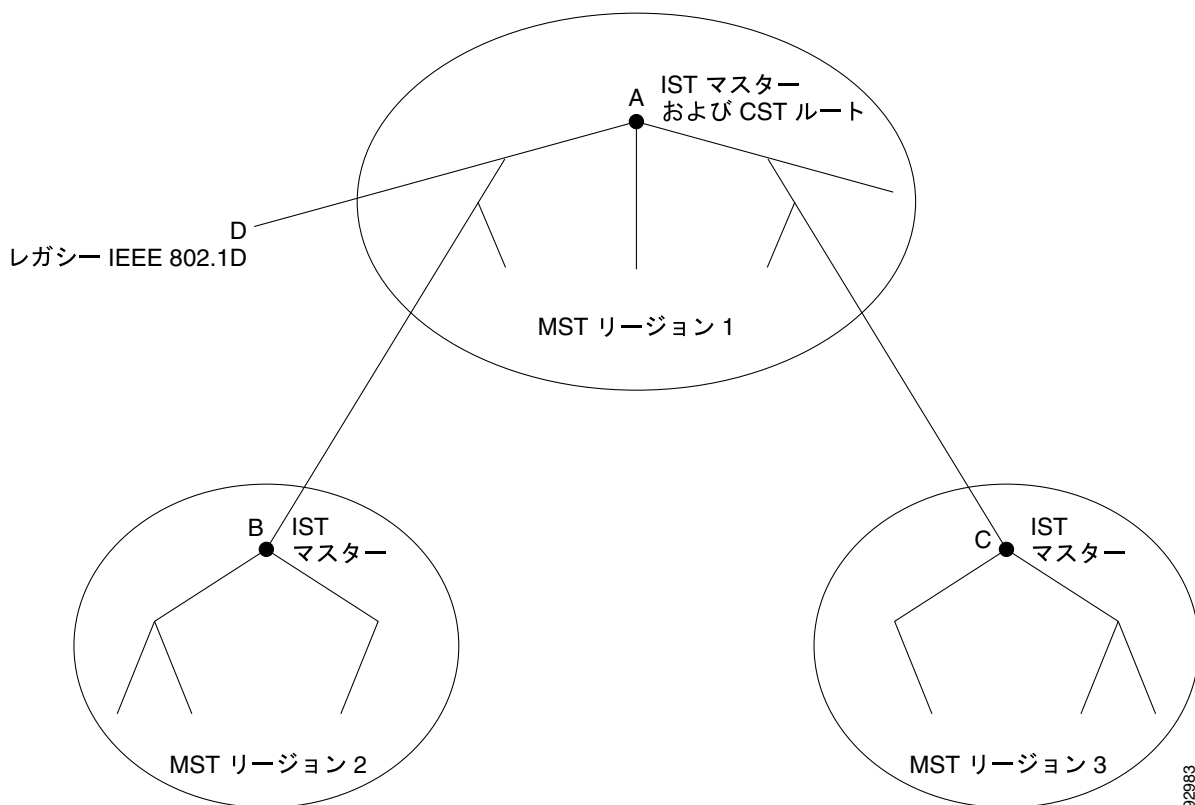 A
IST マスター
および CST ルート
D
レガシー IEEE 802.1D
MST リージョン 1
B
IST
マスター
C
IST
マスター
MST リージョン 2
MST リージョン 3
92983